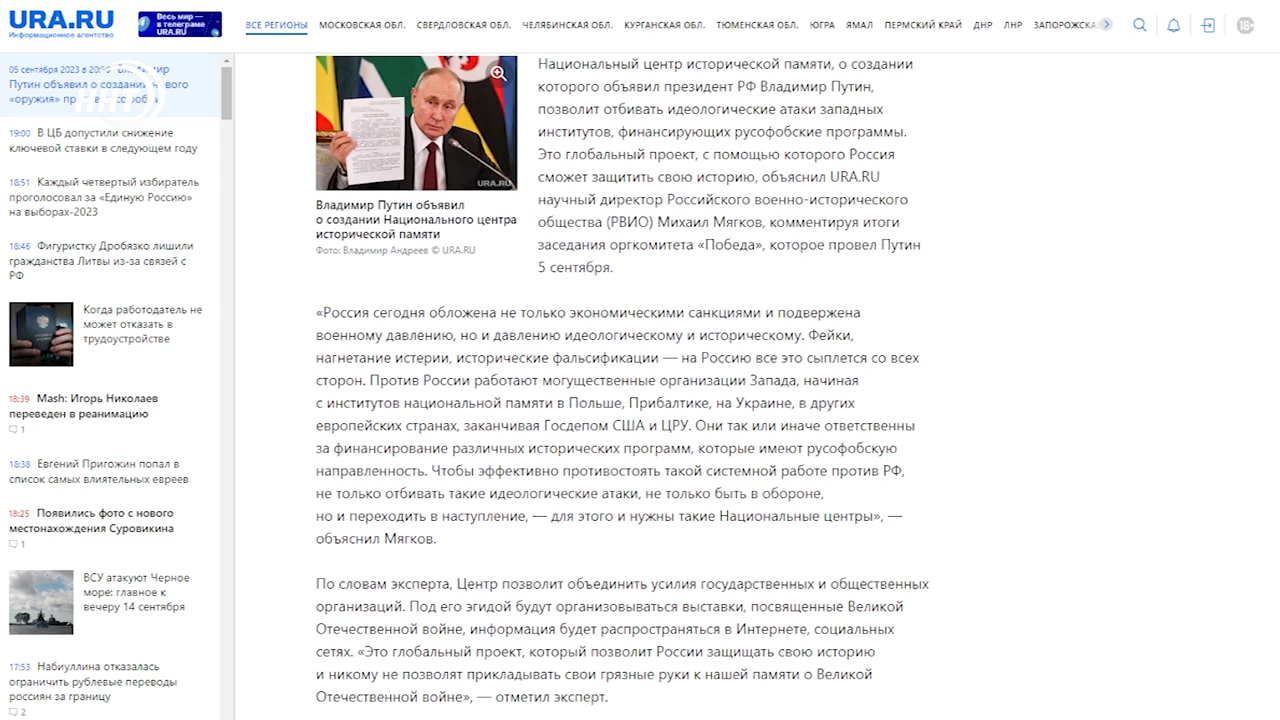 URA.RU
Информационное агентство
Весь мир —
в телеграме
URA.RU
ВСЕ РЕГИОНЫ
МОСКОВСКАЯ ОБЛ.
СВЕРДЛОВСКАЯ ОБЛ.
ЧЕЛЯБИНСКАЯ ОБЛ.
КУРГАНСКАЯ ОБЛ.
ТЮМЕНСКАЯ ОБЛ.
ЮГРА
ЯМАЛ
ПЕРМСКИЙ КРАЙ
ДНР
ЛНР
18+
05 сентября 2023 в
Путин объявил о создании
«оружия»
ННТ
19:00 В ЦБ допустили снижение
ключевой ставки в следующем году
18:51 Каждый четвертый избиратель
проголосовал за «Единую Россию»
на выборах-2023
18:46 Фигуристку Дробязко лишили
гражданства Литвы из-за связей с
РФ
Когда работодатель не
может отказать в
трудоустройстве
18:39 Mash: Игорь Николаев
переведен в реанимацию
1
18:38 Евгений Пригожин попал в
список самых влиятельных евреев
18:25 Появились фото с нового
местонахождения Суровикина
1
ВСУ атакуют Черное
море: главное к
вечеру 14 сентября
17:53 Набиуллина отказалась
ограничить рублевые переводы
россиян за границу
2
URA.RU
Владимир Путин объявил
о создании Национального центра
исторической памяти
Фото: Владимир Андреев © URA.RU
Национальный центр исторической памяти, о создании
которого объявил президент РФ Владимир Путин,
позволит отбивать идеологические атаки западных
институтов, финансирующих русофобские программы.
Это глобальный проект, с помощью которого Россия
сможет защитить свою историю, объяснил URA.RU
научный директор Российского военно-исторического
общества (РВИО) Михаил Мягков, комментируя итоги
заседания оргкомитета «Победа», которое провел Путин
5 сентября.
«Россия сегодня обложена не только экономическими санкциями и подвержена
военному давлению, но и давлению идеологическому и историческому. Фейки,
нагнетание истерии, исторические фальсификации — на Россию все это сыплется со всех
сторон. Против России работают могущественные организации Запада, начиная
с институтов национальной памяти в Польше, Прибалтике, на Украине, в других
европейских странах, заканчивая Госдепом США и ЦРУ. Они так или иначе ответственны
за финансирование различных исторических программ, которые имеют русофобскую
направленность. Чтобы эффективно противостоять такой системной работе против РФ,
не только отбивать такие идеологические атаки, не только быть в обороне,
но и переходить в наступление, — для этого и нужны такие Национальные центры», —
объяснил Мягков.
По словам эксперта, Центр позволит объединить усилия государственных и общественных
организаций. Под его эгидой будут организовываться выставки, посвященные Великой
Отечественной войне, информация будет распространяться в Интернете, социальных
сетях. «Это глобальный проект, который позволит России защищать свою историю
и никому не позволят прикладывать свои грязные руки к нашей памяти о Великой
Отечественной войне», — отметил эксперт.